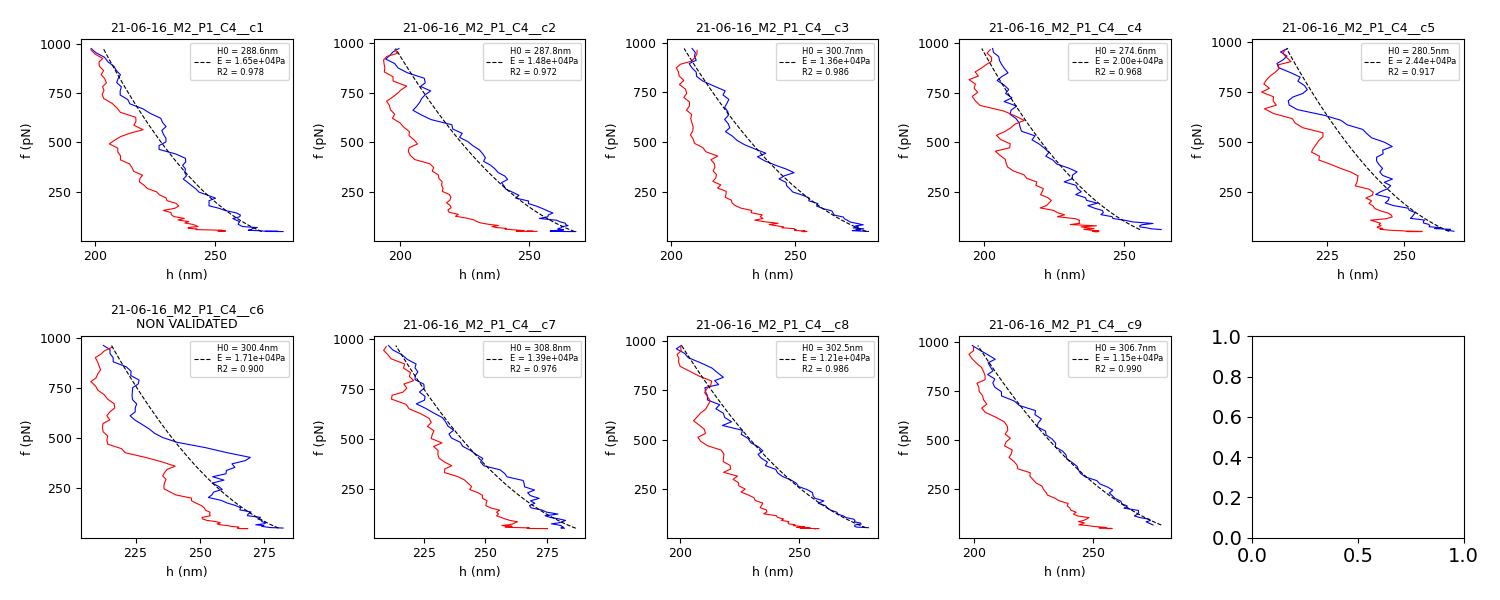 21-06-16_M2_P1_C4__c1
1000
750
500
250
f (pN)
H0 = 288.6nm
E = 1.65e+04Pa
R2 = 0.978
200
250
h (nm)
21-06-16_M2_P1_C4__c2
1000
750
500
250
f (pN)
H0 = 287.8nm
E = 1.48e+04Pa
R2 = 0.972
200
250
h (nm)
21-06-16_M2_P1_C4__c3
1000
750
500
250
f (pN)
H0 = 300.7nm
E = 1.36e+04Pa
R2 = 0.986
200
250
h (nm)
21-06-16_M2_P1_C4__c4
1000
750
500
250
f (pN)
H0 = 274.6nm
E = 2.00e+04Pa
R2 = 0.968
200
250
h (nm)
21-06-16_M2_P1_C4__c5
1000
750
500
250
f (pN)
H0 = 280.5nm
E = 2.44e+04Pa
R2 = 0.917
225
250
h (nm)
21-06-16_M2_P1_C4__c6
NON VALIDATED
1000
750
500
250
f (pN)
H0 = 300.4nm
E = 1.71e+04Pa
R2 = 0.900
225
250
275
h (nm)
21-06-16_M2_P1_C4__c7
1000
750
500
250
f (pN)
H0 = 308.8nm
E = 1.39e+04Pa
R2 = 0.976
225
250
275
h (nm)
21-06-16_M2_P1_C4__c8
1000
750
500
250
f (pN)
H0 = 302.5nm
E = 1.21e+04Pa
R2 = 0.986
200
250
h (nm)
21-06-16_M2_P1_C4__c9
1000
750
500
250
f (pN)
H0 = 306.7nm
E = 1.15e+04Pa
R2 = 0.990
200
250
h (nm)
1.0
0.8
0.6
0.4
0.2
0.0
0.0
0.5
1.0